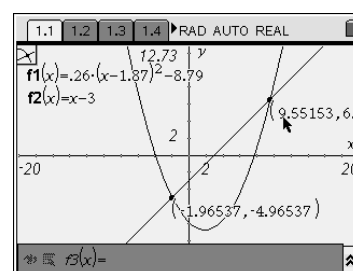 1.1 1.2 1.3 1.4 RAD AUTO REAL
12.73 y
f1(x)=.26·(x-1.87)²-8.79
f2(x)=x-3
(9.55153,6.
2
x
-20 2 20
(-1.96537,-4.96537)
f3(x)=